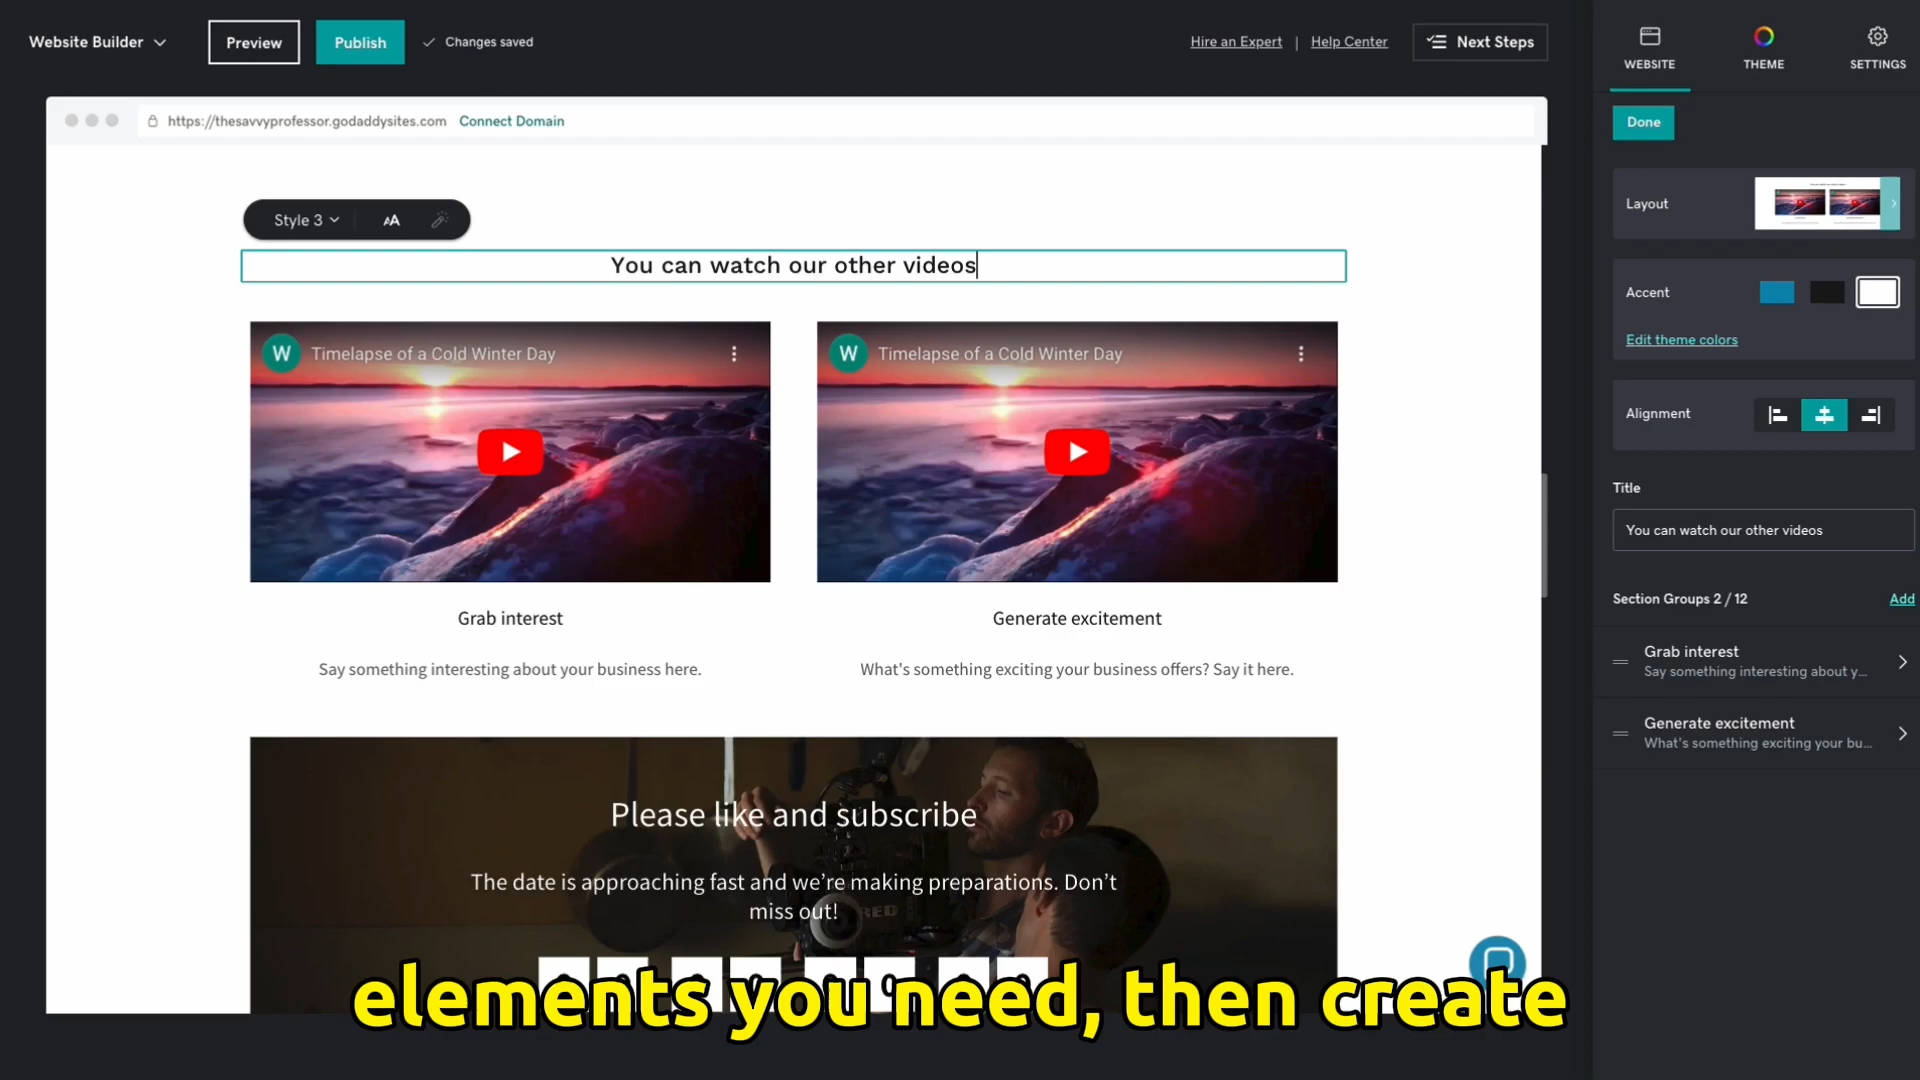 Website Builder
Preview
Publish
Changes saved
Hire an Expert | Help Center
Next Steps
WEBSITE
THEME
SETTINGS
https://thesavvyprofessor.godaddysites.com Connect Domain
Done
Layout
Style 3
AA
You can watch our other videos
Accent
Edit theme colors
W Timelapse of a Cold Winter Day
W Timelapse of a Cold Winter Day
Alignment
Title
You can watch our other videos
Section Groups 2 / 12
Add
Grab interest
Say something interesting about your business here.
Generate excitement
What's something exciting your business offers? Say it here.
Grab interest
Say something interesting about y...
Generate excitement
What's something exciting your bu...
Please like and subscribe
The date is approaching fast and we’re making preparations. Don’t
miss out!
RED
elements you need, then create